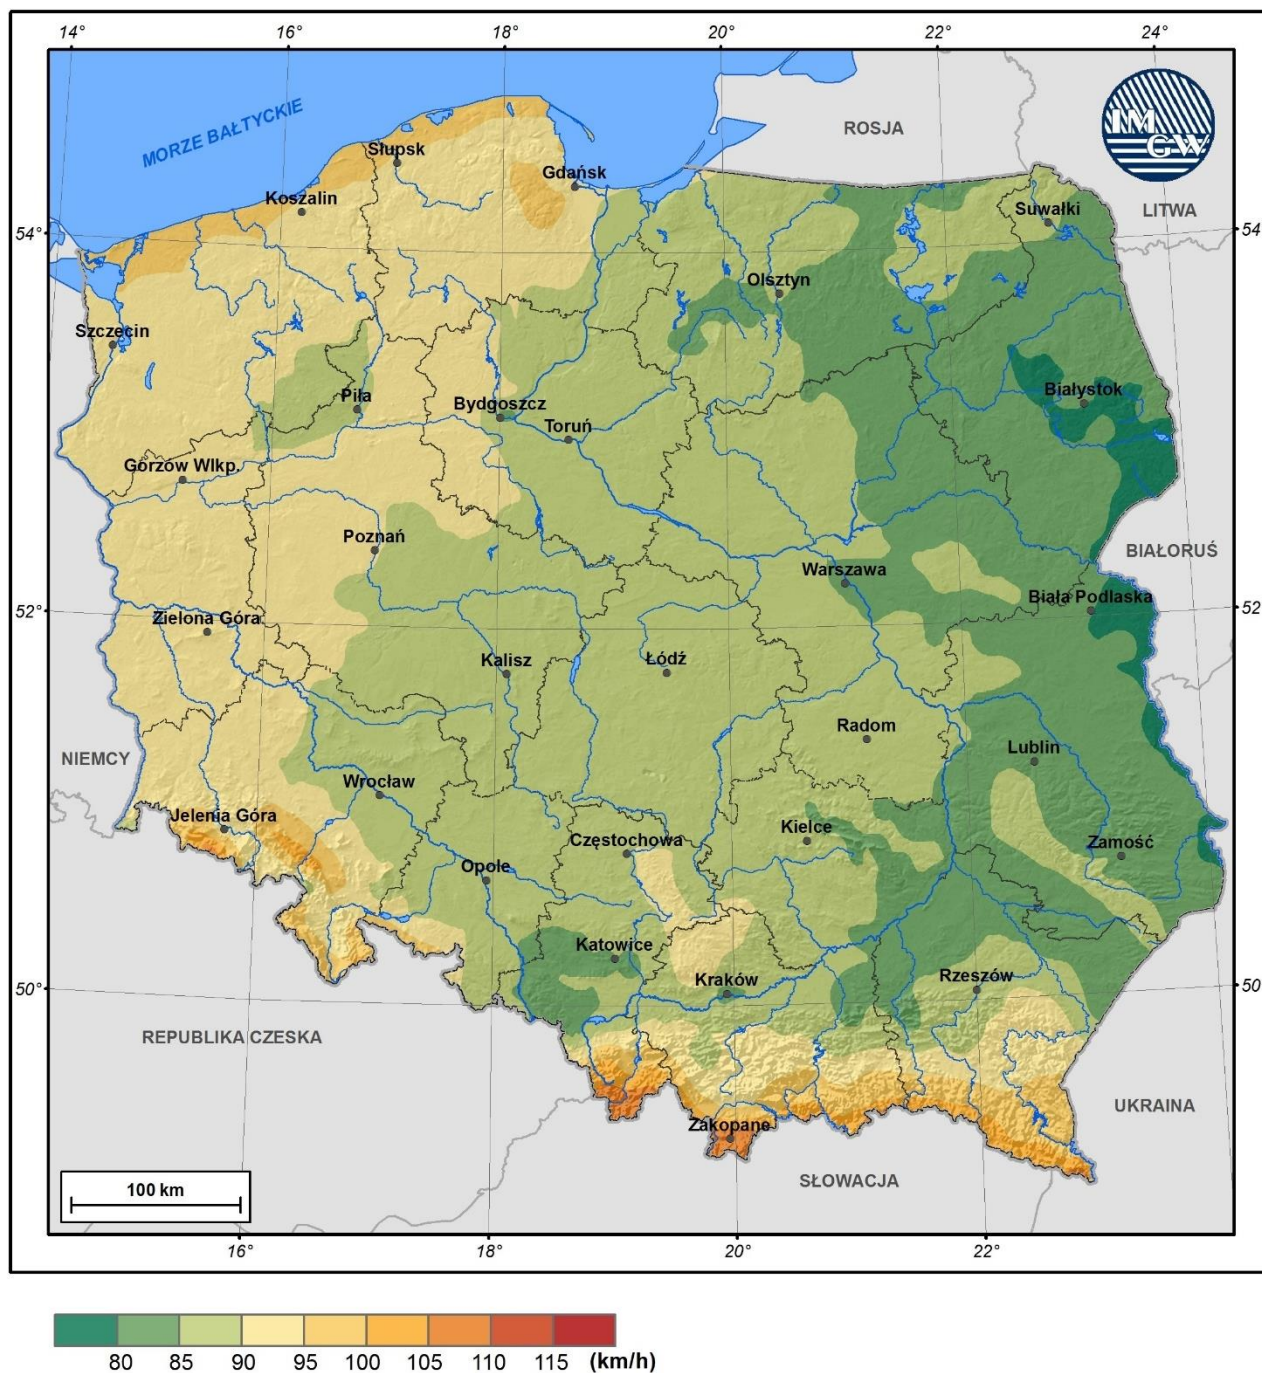 14° 16° 18° 20° 22° 24°
MORZE BAŁTYCKIE
ROSJA
IM
GW
LITWA
Słupsk
Gdańsk
Koszalin
Suwałki
54° 54
Olsztyn
Szczecin
Piła
Białystok
Bydgoszcz
Toruń
Gorzów Wlkp.
Poznań
BIAŁORUŚ
Warszawa
Biała Podlaska
52° 52
Zielona Góra
Kalisz
Łódź
Radom
Lublin
NIEMCY
Wrocław
Jelenia Góra
Częstochowa
Kielce
Zamość
Opole
Katowice
Kraków
Rzeszów
50° 50
REPUBLIKA CZESKA
UKRAINA
Zakopane
SŁOWACJA
100 km
16° 18° 20° 22°
80 85 90 95 100 105 110 115 (km/h)